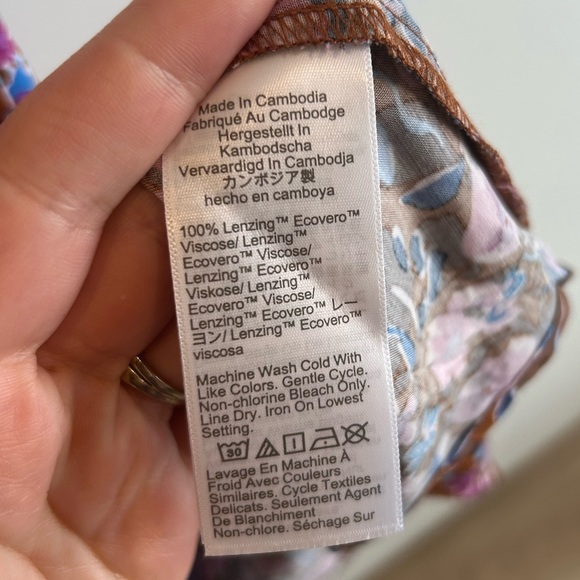 Made In Cambodia
Fabriqué Au Cambodge
Hergestellt In
Kambodscha
Vervaardigd In Cambodja
カンボジア製
hecho en camboya
100% Lenzing™ Ecovero™
Viscose/ Lenzing™
Ecovero™ Viscose/
Lenzing™ Ecovero™
Viskose/ Lenzing™
Ecovero™ Viscose/
Lenzing™ Ecovero™ レー
ヨン/ Lenzing™ Ecovero™
viscosa
Machine Wash Cold With
Like Colors. Gentle Cycle.
Non-chlorine Bleach Only.
Line Dry. Iron On Lowest
Setting.
30
Lavage En Machine À
Froid Avec Couleurs
Similaires. Cycle Textiles
Delicats. Seulement Agent
De Blanchiment
Non-chlore. Séchage Sur